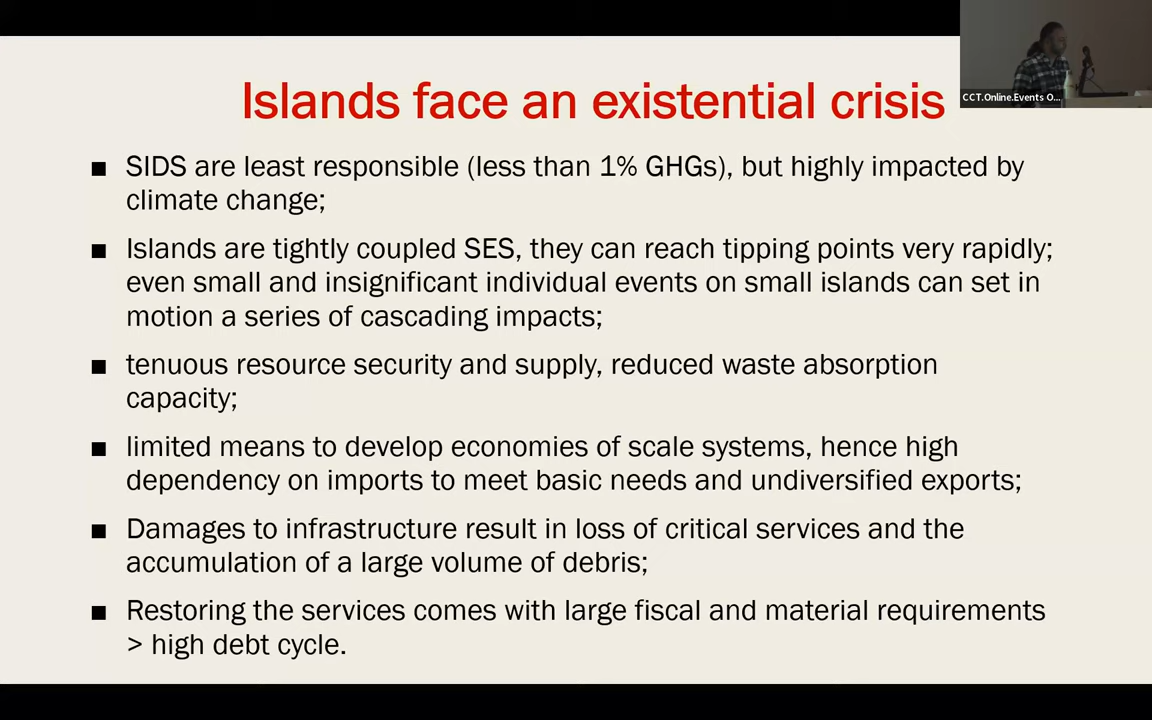 Islands face an existential crisis
CCT.Online.Events O...
■ SIDS are least responsible (less than 1% GHGs), but highly impacted by
climate change;
■ Islands are tightly coupled SES, they can reach tipping points very rapidly;
even small and insignificant individual events on small islands can set in
motion a series of cascading impacts;
■ tenuous resource security and supply, reduced waste absorption
capacity;
■ limited means to develop economies of scale systems, hence high
dependency on imports to meet basic needs and undiversified exports;
■ Damages to infrastructure result in loss of critical services and the
accumulation of a large volume of debris;
■ Restoring the services comes with large fiscal and material requirements
> high debt cycle.